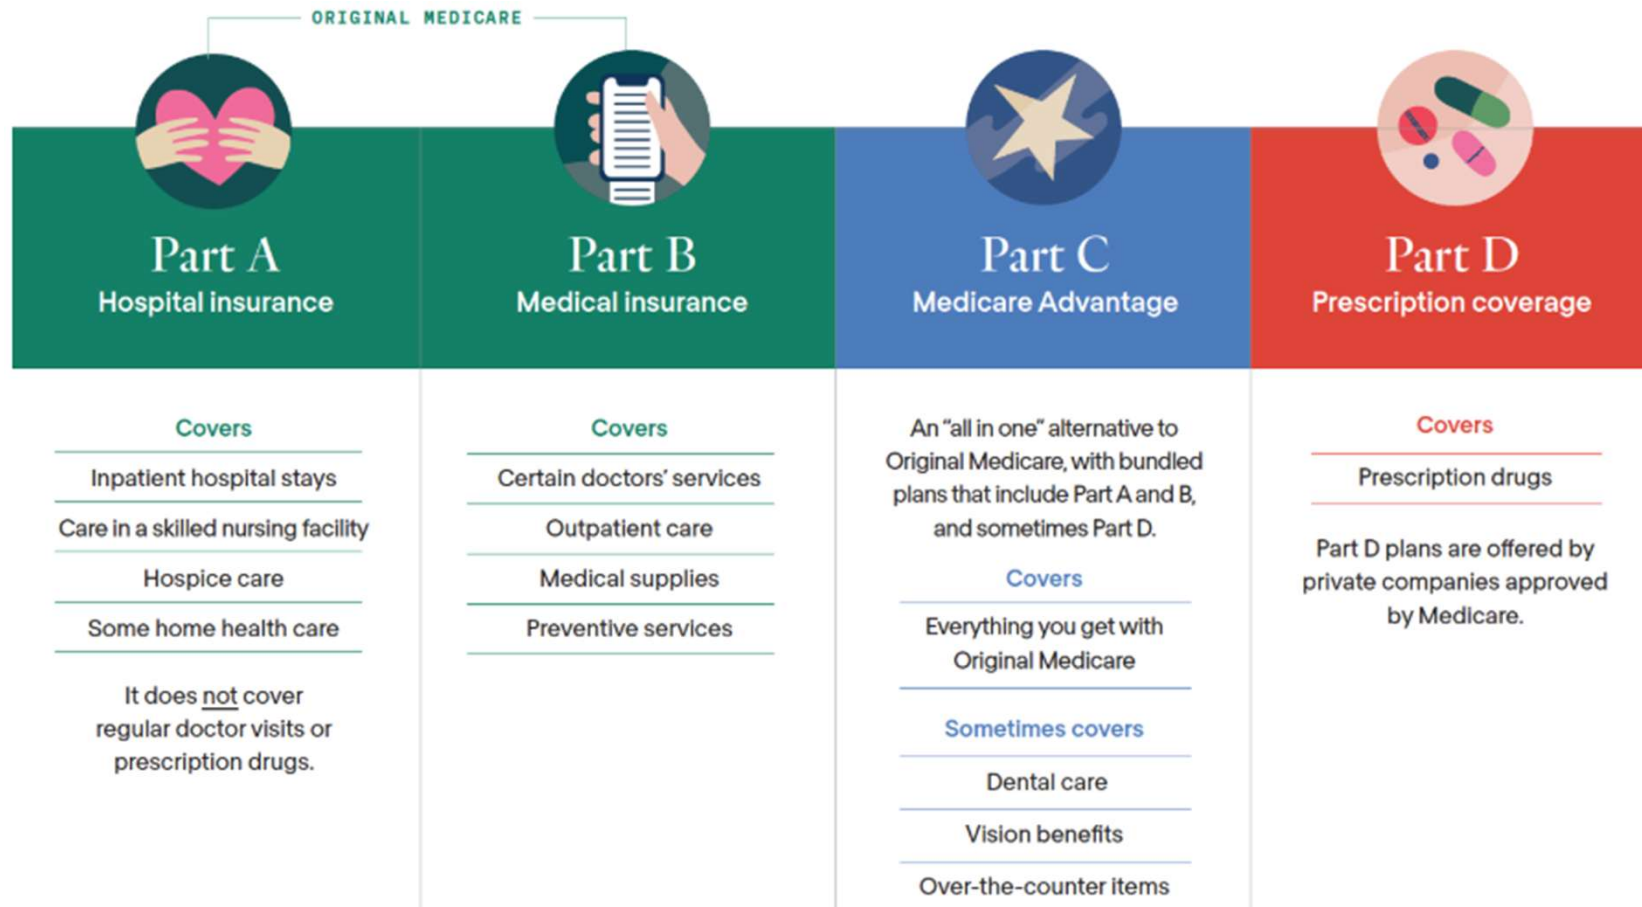 ORIGINAL MEDICARE
Part A
Hospital insurance
Covers
Inpatient hospital stays
Care in a skilled nursing facility
Hospice care
Some home health care
It does not cover
regular doctor visits or
prescription drugs.
Part B
Medical insurance
Covers
Certain doctors’ services
Outpatient care
Medical supplies
Preventive services
Part C
Medicare Advantage
An “all in one” alternative to
Original Medicare, with bundled
plans that include Part A and B,
and sometimes Part D.
Covers
Everything you get with
Original Medicare
Sometimes covers
Dental care
Vision benefits
Over-the-counter items
Part D
Prescription coverage
Covers
Prescription drugs
Part D plans are offered by
private companies approved
by Medicare.